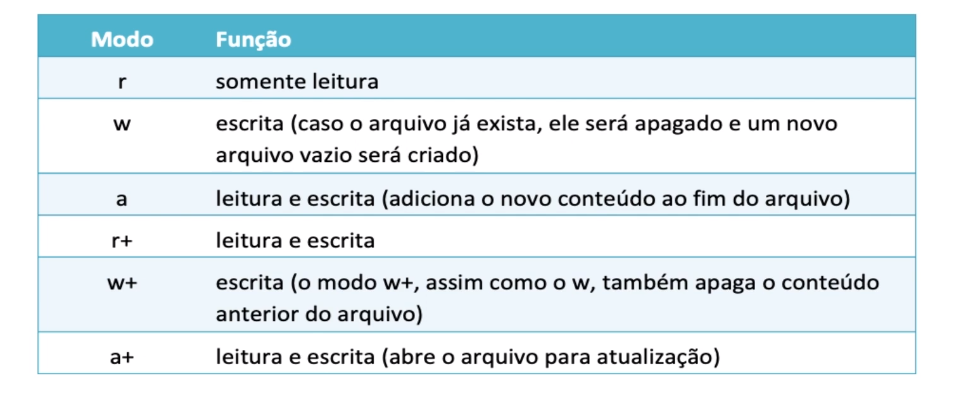 Modo Função
r somente leitura
w escrita (caso o arquivo já exista, ele será apagado e um novo
arquivo vazio será criado)
a leitura e escrita (adiciona o novo conteúdo ao fim do arquivo)
r+ leitura e escrita
w+ escrita (o modo w+, assim como o w, também apaga o conteúdo
anterior do arquivo)
a+ leitura e escrita (abre o arquivo para atualização)